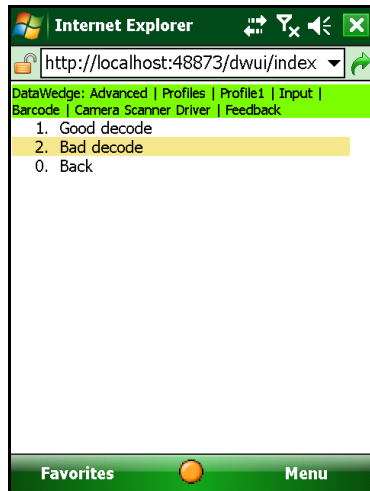 Internet Explorer
http://localhost:48873/dwui/index
DataWedge: Advanced | Profiles | Profile1 | Input |
Barcode | Camera Scanner Driver | Feedback
1. Good decode
2. Bad decode
0. Back
Favorites Menu